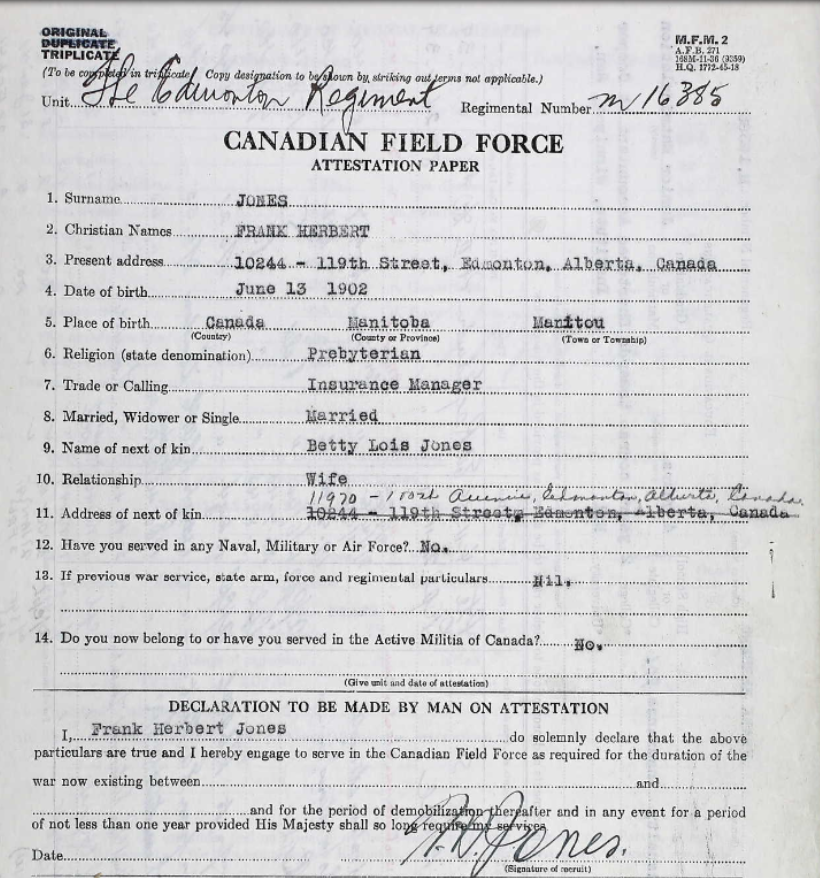 ORIGINAL
DUPLICATE
TRIPLICATE
M.F.M. 2
A.F.B. 271
168M-11-36 (3359)
H.Q. 1772-45-18
(To be completed in triplicate. Copy designation to be shown by striking out terms not applicable.)
Unit The Edmonton Regiment Regimental Number M 16385
CANADIAN FIELD FORCE
ATTESTATION PAPER
1. Surname JONES
2. Christian Names FRANK HERBERT
3. Present address 10244 - 119th Street, Edmonton, Alberta, Canada
4. Date of birth June 13 1902
5. Place of birth Canada Manitoba Manitou
(Country) (County or Province) (Town or Township)
6. Religion (state denomination) Presbyterian
7. Trade or Calling Insurance Manager
8. Married, Widower or Single Married
9. Name of next of kin Betty Lois Jones
10. Relationship Wife
11970 - Avenue, Edmonton, Alberta, Canada.
11. Address of next of kin 10244 - 119th Street, Edmonton, Alberta, Canada
12. Have you served in any Naval, Military or Air Force? No.
13. If previous war service, state arm, force and regimental particulars Nil.
14. Do you now belong to or have you served in the Active Militia of Canada? No.
(Give unit and date of attestation)
DECLARATION TO BE MADE BY MAN ON ATTESTATION
I, Frank Herbert Jones do solemnly declare that the above
particulars are true and I hereby engage to serve in the Canadian Field Force as required for the duration of the
war now existing between and
and for the period of demobilization thereafter and in any event for a period
of not less than one year provided His Majesty shall so long require my services
F.H. Jones.
Date
(Signature of recruit)